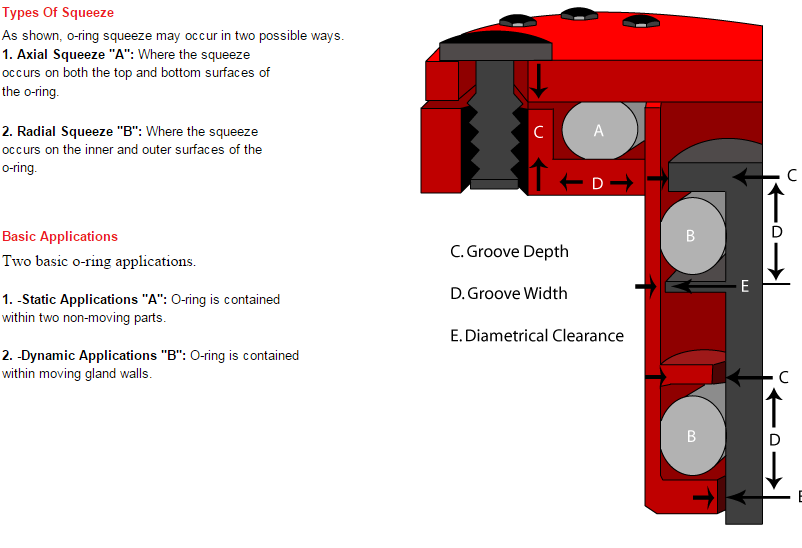 Types Of Squeeze
As shown, o-ring squeeze may occur in two possible ways.
1. Axial Squeeze "A": Where the squeeze
occurs on both the top and bottom surfaces of
the o-ring.
2. Radial Squeeze "B": Where the squeeze
occurs on the inner and outer surfaces of the
o-ring.
Basic Applications
Two basic o-ring applications.
1. -Static Applications "A": O-ring is contained
within two non-moving parts.
2. -Dynamic Applications "B": O-ring is contained
within moving gland walls.
C. Groove Depth
D. Groove Width
E. Diametrical Clearance
C
A
D
C
B
D
E
C
B
D
E